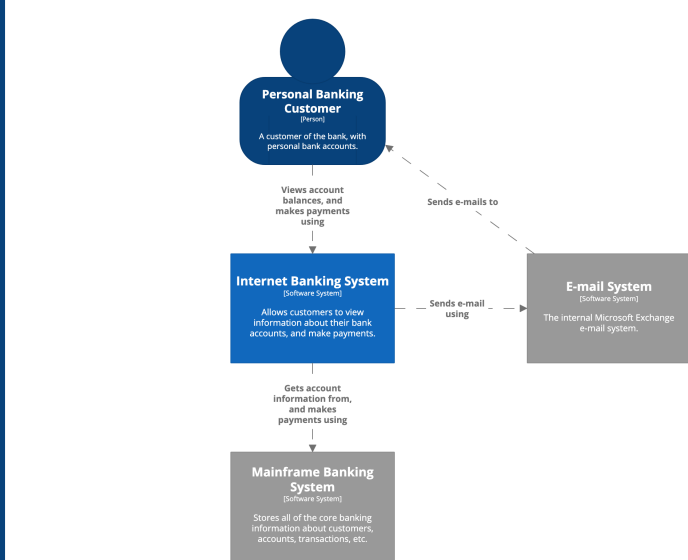 Personal Banking
Customer
[Person]
A customer of the bank, with
personal bank accounts.
Views account
balances, and
makes payments
using
Sends e-mails to
Internet Banking System
[Software System]
Allows customers to view
information about their bank
accounts, and make payments.
Sends e-mail
using
E-mail System
[Software System]
The internal Microsoft Exchange
e-mail system.
Gets account
information from,
and makes
payments using
Mainframe Banking
System
[Software System]
Stores all of the core banking
information about customers,
accounts, transactions, etc.